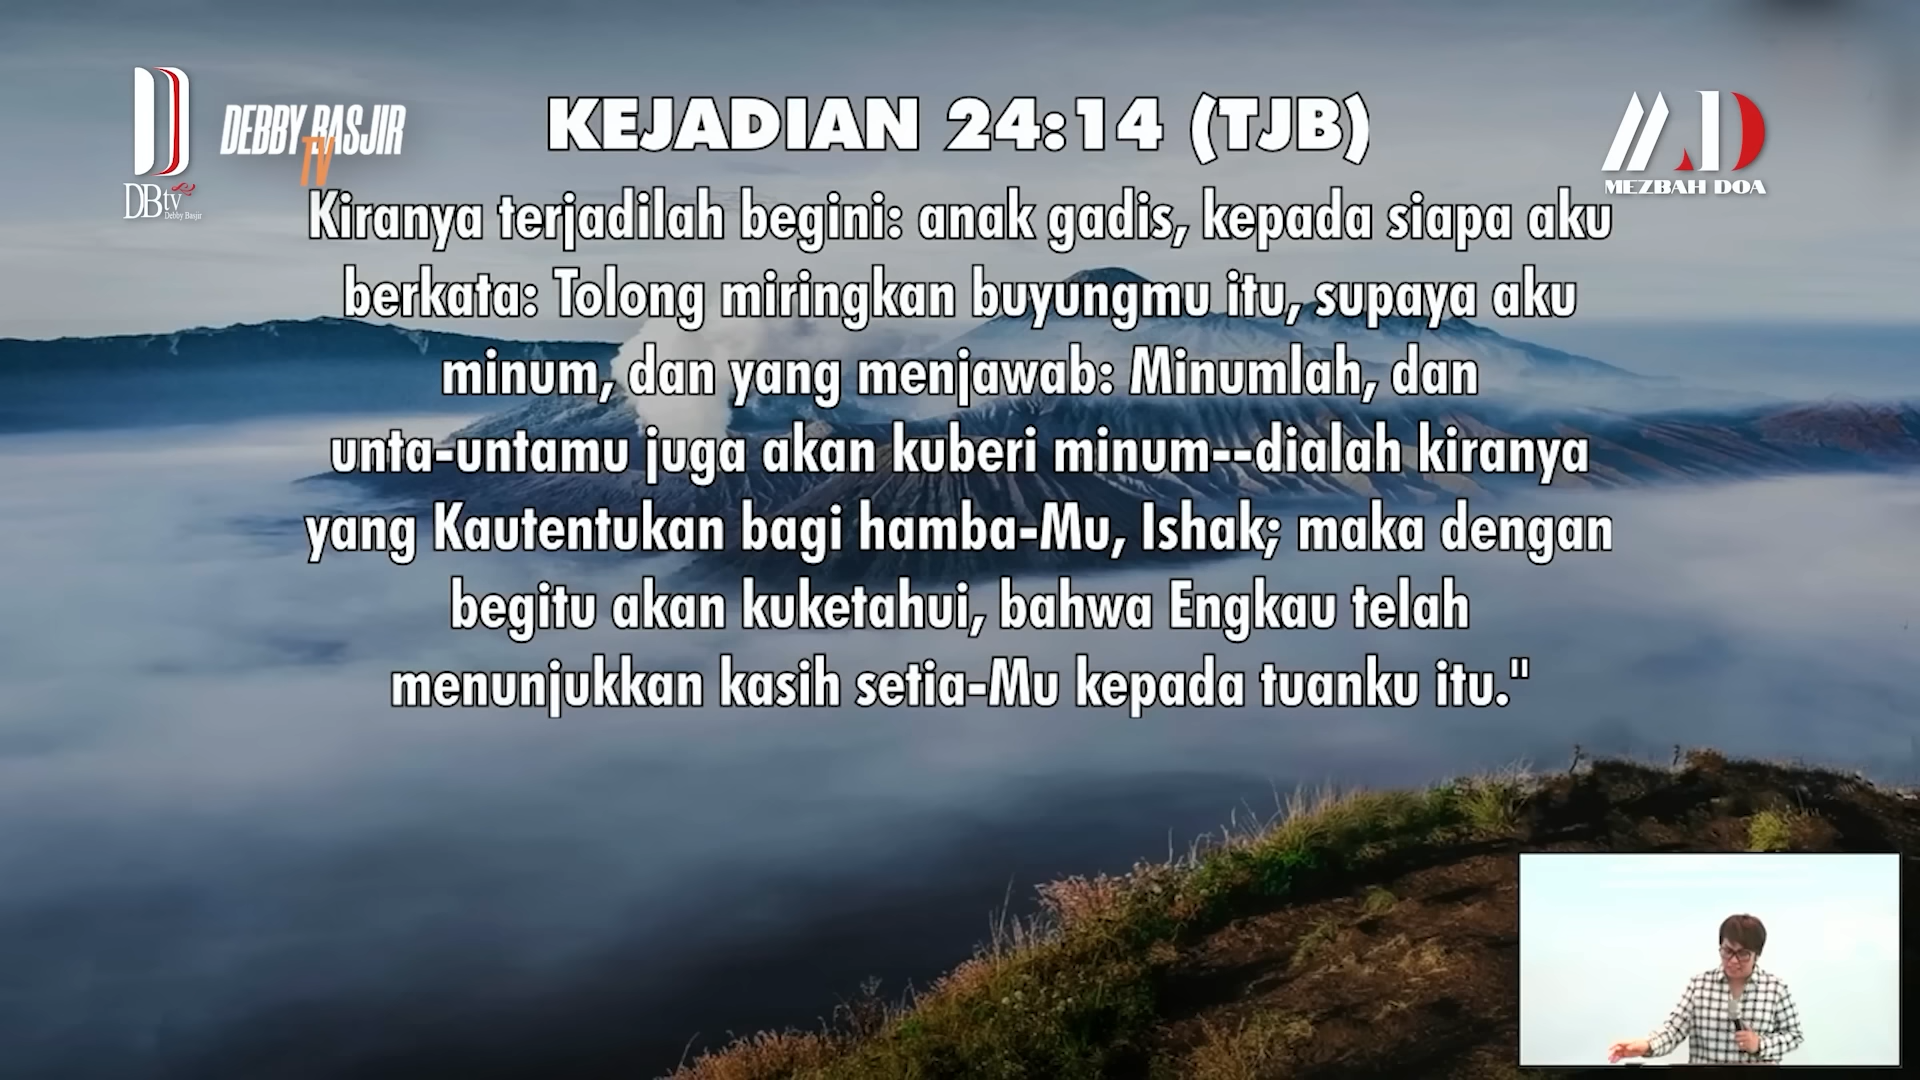 DBtv
Debby Basjir
DEBBY BASJIR
TV
KEJADIAN 24:14 (TJB)
MD
MEZBAH DOA
Kiranya terjadilah begini: anak gadis, kepada siapa aku
berkata: Tolong miringkan buyungmu itu, supaya aku
minum, dan yang menjawab: Minumlah, dan
unta-untamu juga akan kuberi minum--dialah kiranya
yang Kautentukan bagi hamba-Mu, Ishak; maka dengan
begitu akan kuketahui, bahwa Engkau telah
menunjukkan kasih setia-Mu kepada tuanku itu."